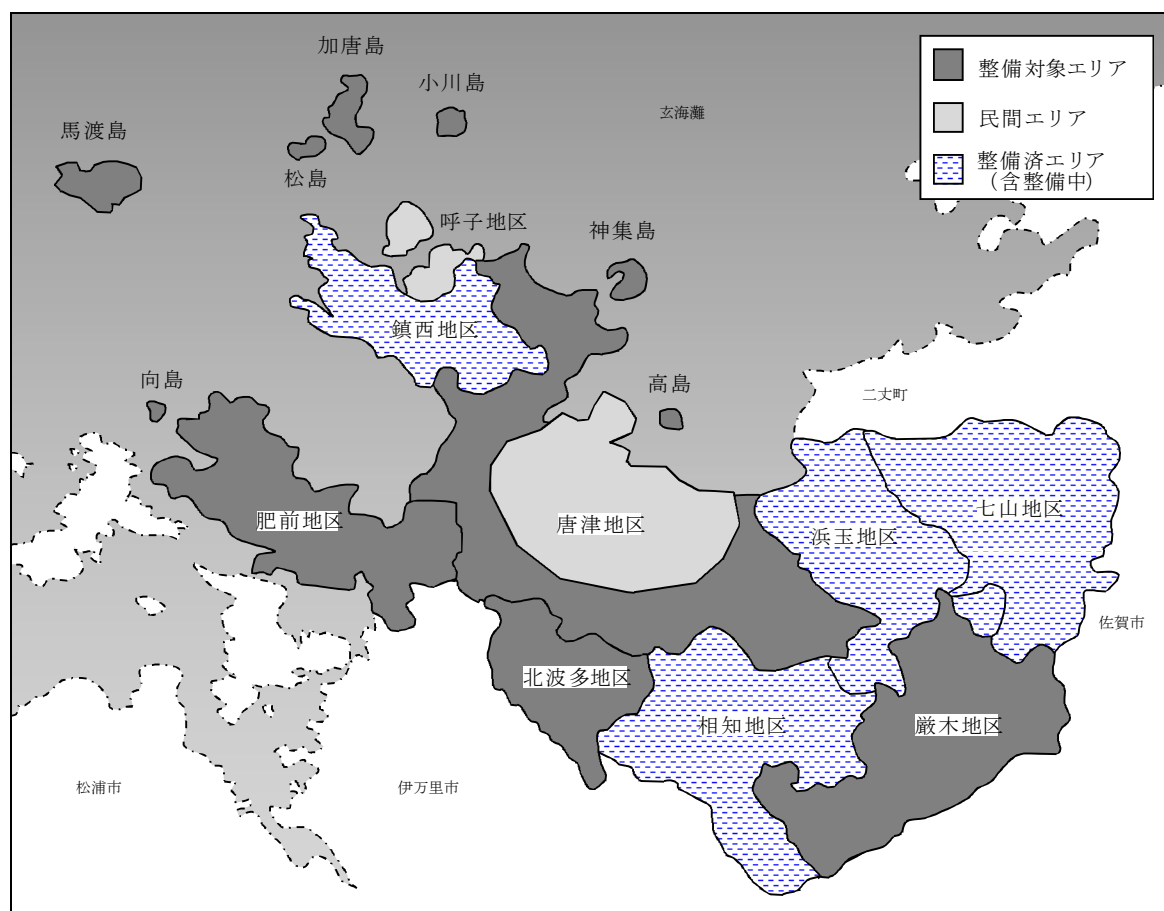 加唐島
小川島
馬渡島
玄海灘
松島
呼子地区
神集島
鎮西地区
向島
高島
二丈町
肥前地区
唐津地区
浜玉地区
七山地区
佐賀市
北波多地区
相知地区
厳木地区
松浦市
伊万里市
整備対象エリア
民間エリア
整備済エリア
（含整備中）